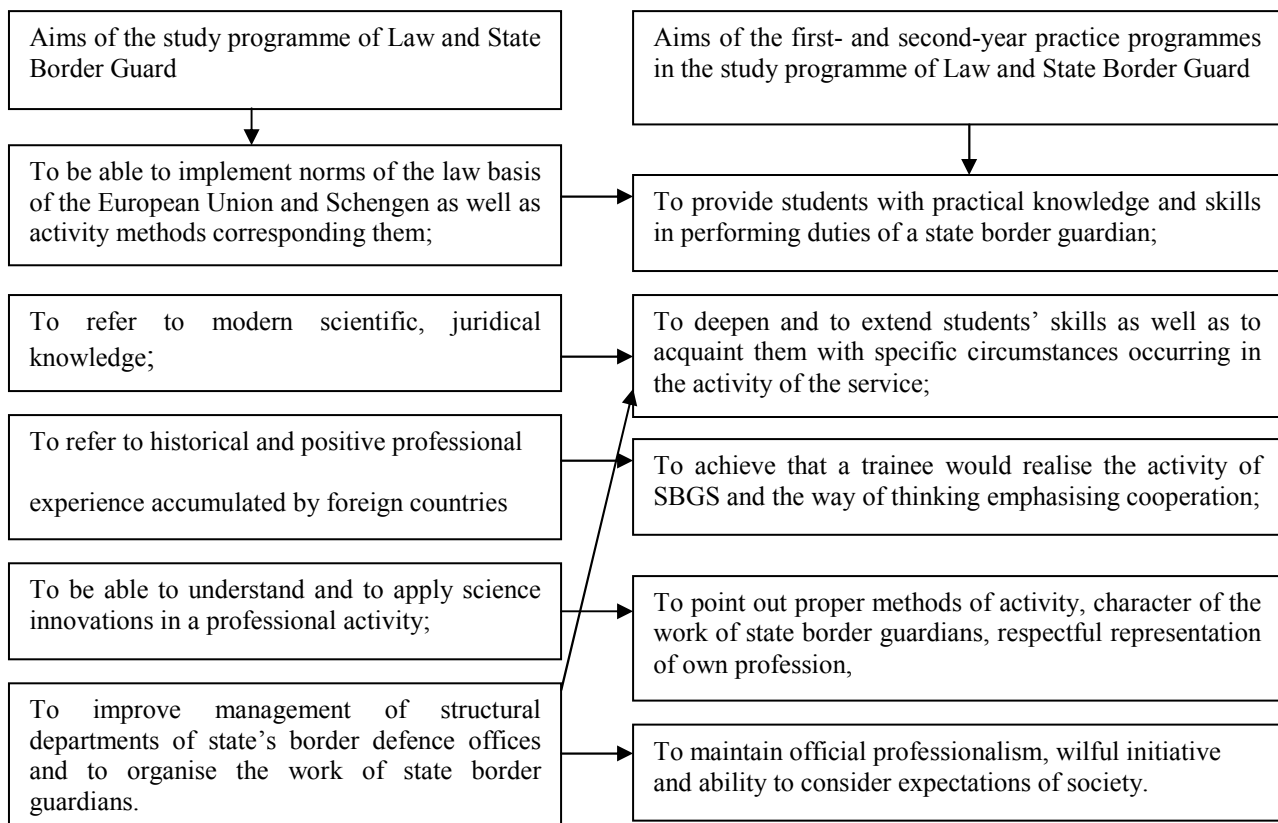 Aims of the study programme of Law and State
Border Guard
To be able to implement norms of the law basis
of the European Union and Schengen as well as
activity methods corresponding them;
To refer to modern scientific, juridical
knowledge;
To refer to historical and positive professional
experience accumulated by foreign countries
To be able to understand and to apply science
innovations in a professional activity;
To improve management of structural
departments of state’s border defence offices
and to organise the work of state border
guardians.
Aims of the first- and second-year practice programmes
in the study programme of Law and State Border Guard
To provide students with practical knowledge and skills
in performing duties of a state border guardian;
To deepen and to extend students’ skills as well as to
acquaint them with specific circumstances occurring in
the activity of the service;
To achieve that a trainee would realise the activity of
SBGS and the way of thinking emphasising cooperation;
To point out proper methods of activity, character of the
work of state border guardians, respectful representation
of own profession,
To maintain official professionalism, wilful initiative
and ability to consider expectations of society.